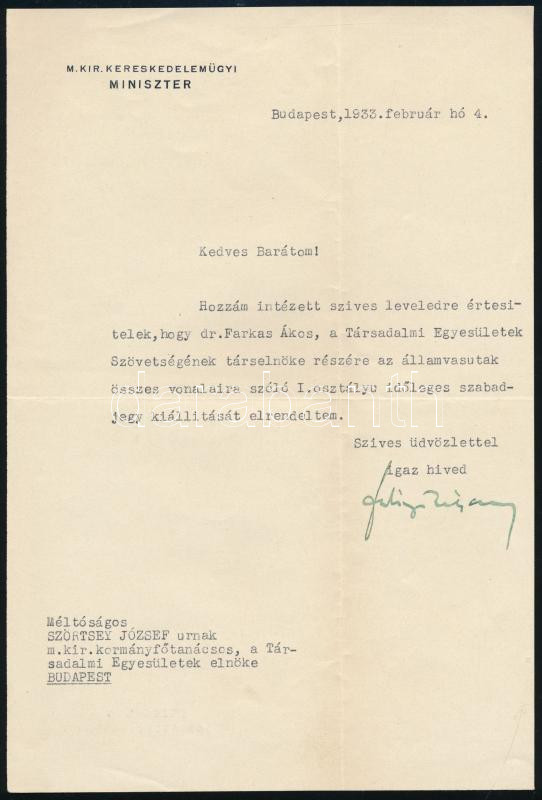 M. KIR. KERESKEDELEMÜGYI
MINISZTER
Budapest,1933.február hó 4.
Kedves Barátom!
Hozzám intézett szives leveledre értesi-
telek,hogy dr.Farkas Ákos, a Társadalmi Egyesületek
Szövetségének társelnöke részére az államvasutak
összes vonalaira szóló I.osztályu időleges szabad-
jegy kiállitását elrendeltem.
Szives üdvözlettel
igaz hived
Méltóságos
SZÖRTSEY JÓZSEF urnak
m.kir.kormányfőtanácsos, a Tár-
sadalmi Egyesületek elnöke
BUDAPEST
darabanth